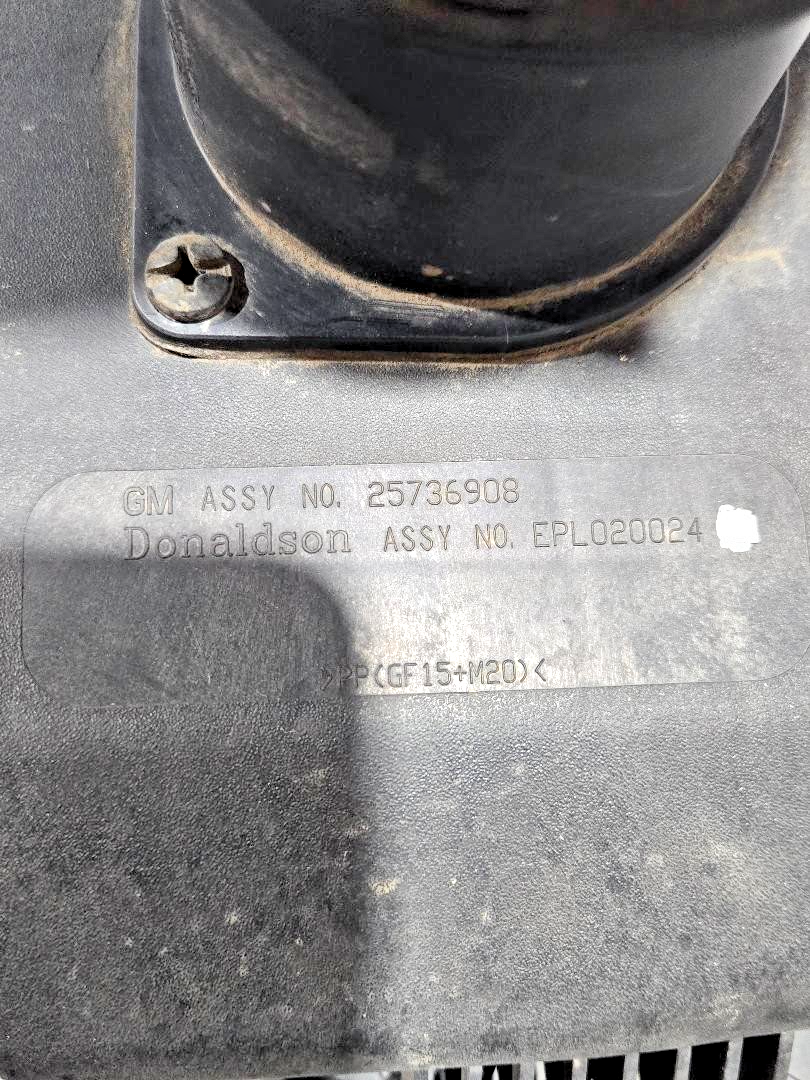 GM ASSY NO. 25736908
Donaldson ASSY NO. EPL020024
>PP(GF15+M20)<